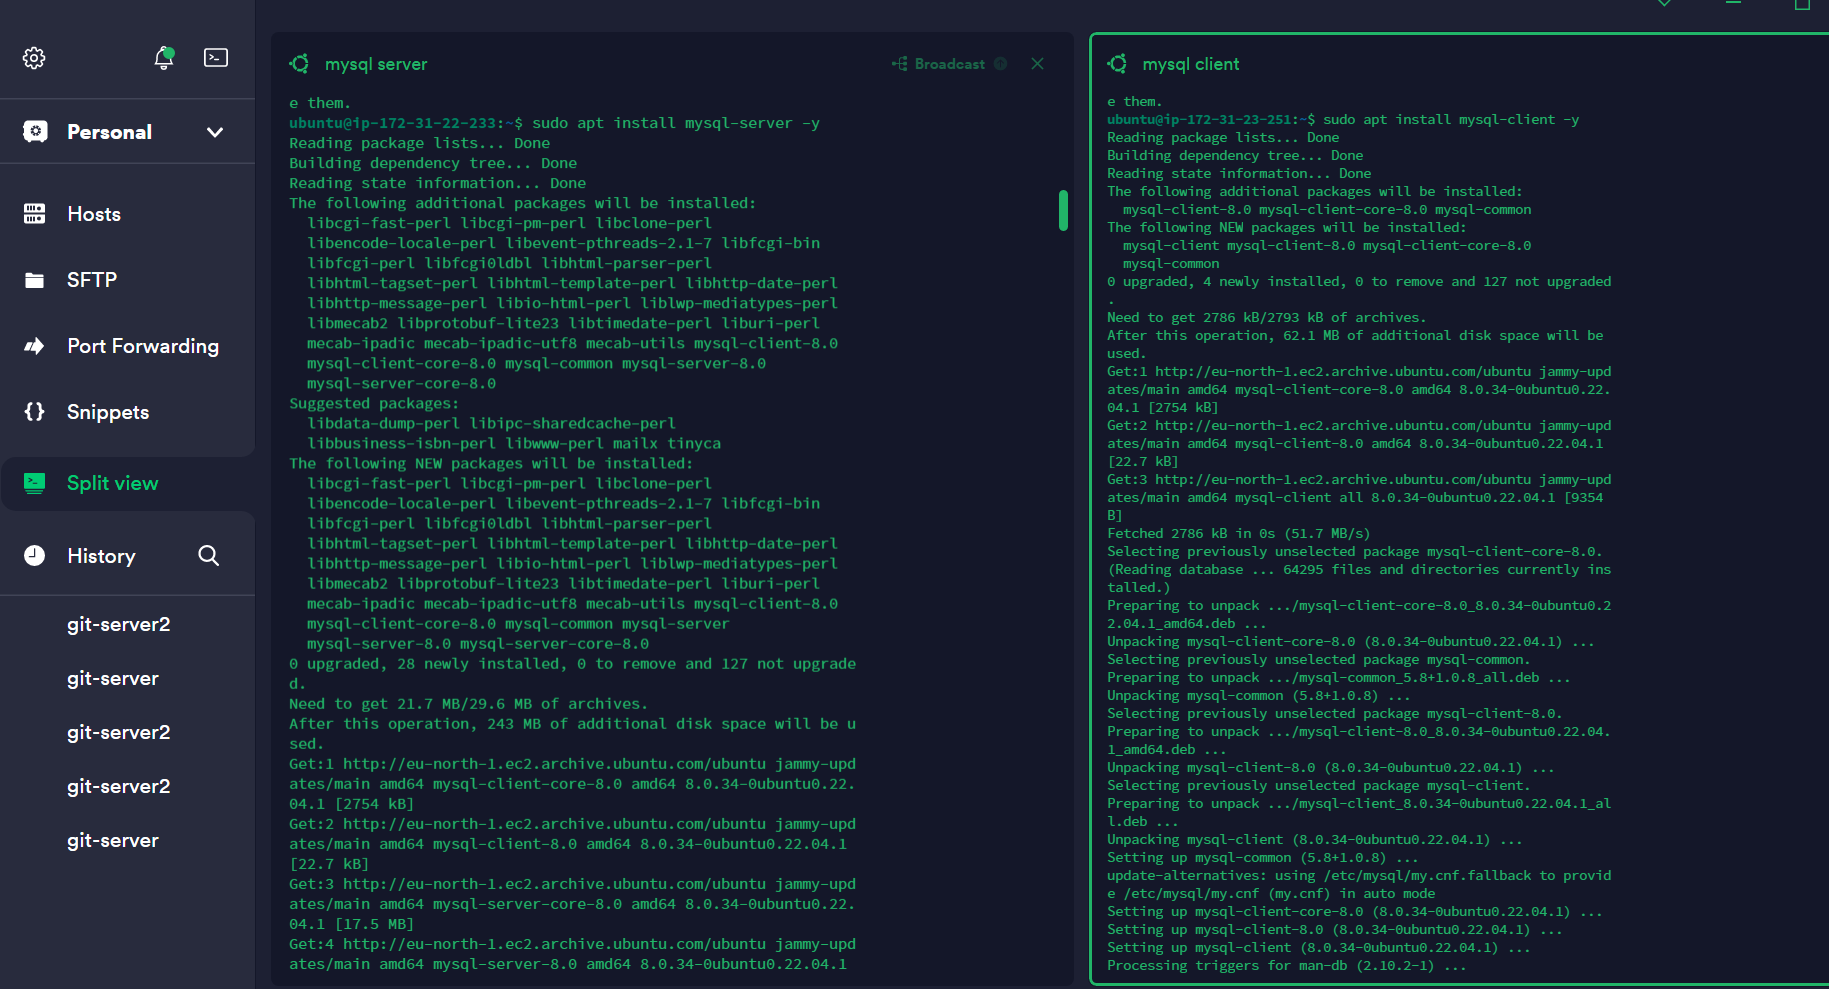 Personal
Hosts
SFTP
Port Forwarding
Snippets
Split view
History
git-server2
git-server
git-server2
git-server2
git-server
mysql server
Broadcast
e them.
ubuntu@ip-172-31-22-233:~$ sudo apt install mysql-server -y
Reading package lists... Done
Building dependency tree... Done
Reading state information... Done
The following additional packages will be installed:
libcgi-fast-perl libcgi-pm-perl libclone-perl
libencode-locale-perl libevent-pthreads-2.1-7 libfcgi-bin
libfcgi-perl libfcgi0ldbl libhtml-parser-perl
libhtml-tagset-perl libhtml-template-perl libhttp-date-perl
libhttp-message-perl libio-html-perl liblwp-mediatypes-perl
libmecab2 libprotobuf-lite23 libtimedate-perl liburi-perl
mecab-ipadic mecab-ipadic-utf8 mecab-utils mysql-client-8.0
mysql-client-core-8.0 mysql-common mysql-server-8.0
mysql-server-core-8.0
Suggested packages:
libdata-dump-perl libipc-sharedcache-perl
libbusiness-isbn-perl libwww-perl mailx tinyca
The following NEW packages will be installed:
libcgi-fast-perl libcgi-pm-perl libclone-perl
libencode-locale-perl libevent-pthreads-2.1-7 libfcgi-bin
libfcgi-perl libfcgi0ldbl libhtml-parser-perl
libhtml-tagset-perl libhtml-template-perl libhttp-date-perl
libhttp-message-perl libio-html-perl liblwp-mediatypes-perl
libmecab2 libprotobuf-lite23 libtimedate-perl liburi-perl
mecab-ipadic mecab-ipadic-utf8 mecab-utils mysql-client-8.0
mysql-client-core-8.0 mysql-common mysql-server
mysql-server-8.0 mysql-server-core-8.0
0 upgraded, 28 newly installed, 0 to remove and 127 not upgrade
d.
Need to get 21.7 MB/29.6 MB of archives.
After this operation, 243 MB of additional disk space will be u
sed.
Get:1 http://eu-north-1.ec2.archive.ubuntu.com/ubuntu jammy-upd
ates/main amd64 mysql-client-core-8.0 amd64 8.0.34-0ubuntu0.22.
04.1 [2754 kB]
Get:2 http://eu-north-1.ec2.archive.ubuntu.com/ubuntu jammy-upd
ates/main amd64 mysql-client-8.0 amd64 8.0.34-0ubuntu0.22.04.1
[22.7 kB]
Get:3 http://eu-north-1.ec2.archive.ubuntu.com/ubuntu jammy-upd
ates/main amd64 mysql-server-core-8.0 amd64 8.0.34-0ubuntu0.22.
04.1 [17.5 MB]
Get:4 http://eu-north-1.ec2.archive.ubuntu.com/ubuntu jammy-upd
ates/main amd64 mysql-server-8.0 amd64 8.0.34-0ubuntu0.22.04.1
mysql client
e them.
ubuntu@ip-172-31-23-251:~$ sudo apt install mysql-client -y
Reading package lists... Done
Building dependency tree... Done
Reading state information... Done
The following additional packages will be installed:
mysql-client-8.0 mysql-client-core-8.0 mysql-common
The following NEW packages will be installed:
mysql-client mysql-client-8.0 mysql-client-core-8.0
mysql-common
0 upgraded, 4 newly installed, 0 to remove and 127 not upgraded
.
Need to get 2786 kB/2793 kB of archives.
After this operation, 62.1 MB of additional disk space will be
used.
Get:1 http://eu-north-1.ec2.archive.ubuntu.com/ubuntu jammy-upd
ates/main amd64 mysql-client-core-8.0 amd64 8.0.34-0ubuntu0.22.
04.1 [2754 kB]
Get:2 http://eu-north-1.ec2.archive.ubuntu.com/ubuntu jammy-upd
ates/main amd64 mysql-client-8.0 amd64 8.0.34-0ubuntu0.22.04.1
[22.7 kB]
Get:3 http://eu-north-1.ec2.archive.ubuntu.com/ubuntu jammy-upd
ates/main amd64 mysql-client all 8.0.34-0ubuntu0.22.04.1 [9354
B]
Fetched 2786 kB in 0s (51.7 MB/s)
Selecting previously unselected package mysql-client-core-8.0.
(Reading database ... 64295 files and directories currently ins
talled.)
Preparing to unpack .../mysql-client-core-8.0_8.0.34-0ubuntu0.2
2.04.1_amd64.deb ...
Unpacking mysql-client-core-8.0 (8.0.34-0ubuntu0.22.04.1) ...
Selecting previously unselected package mysql-common.
Preparing to unpack .../mysql-common_5.8+1.0.8_all.deb ...
Unpacking mysql-common (5.8+1.0.8) ...
Selecting previously unselected package mysql-client-8.0.
Preparing to unpack .../mysql-client-8.0_8.0.34-0ubuntu0.22.04.
1_amd64.deb ...
Unpacking mysql-client-8.0 (8.0.34-0ubuntu0.22.04.1) ...
Selecting previously unselected package mysql-client.
Preparing to unpack .../mysql-client_8.0.34-0ubuntu0.22.04.1_al
l.deb ...
Unpacking mysql-client (8.0.34-0ubuntu0.22.04.1) ...
Setting up mysql-common (5.8+1.0.8) ...
update-alternatives: using /etc/mysql/my.cnf.fallback to provid
e /etc/mysql/my.cnf (my.cnf) in auto mode
Setting up mysql-client-core-8.0 (8.0.34-0ubuntu0.22.04.1) ...
Setting up mysql-client-8.0 (8.0.34-0ubuntu0.22.04.1) ...
Setting up mysql-client (8.0.34-0ubuntu0.22.04.1) ...
Processing triggers for man-db (2.10.2-1) ...